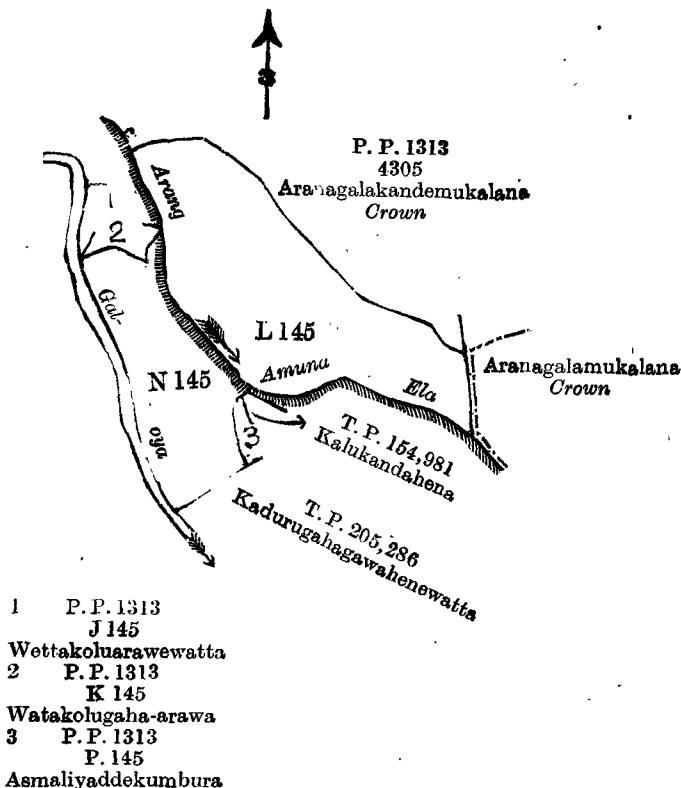 P. P. 1313
4305
Aranagalakandemukalana
Crown
Arang
2
Gal-
L 145
Amuna
Ela
Aranagalamukalana
Crown
N 145
oya
3
T. P. 154,981
Kalukandahena
T. P. 205,286
Kadurugahagawahenewatta
1 P. P. 1313
J 145
Wettakoluarawewatta
2 P. P. 1313
K 145
Watakolugaha-arawa
3 P. P. 1313
P. 145
Asmaliyaddekumbura